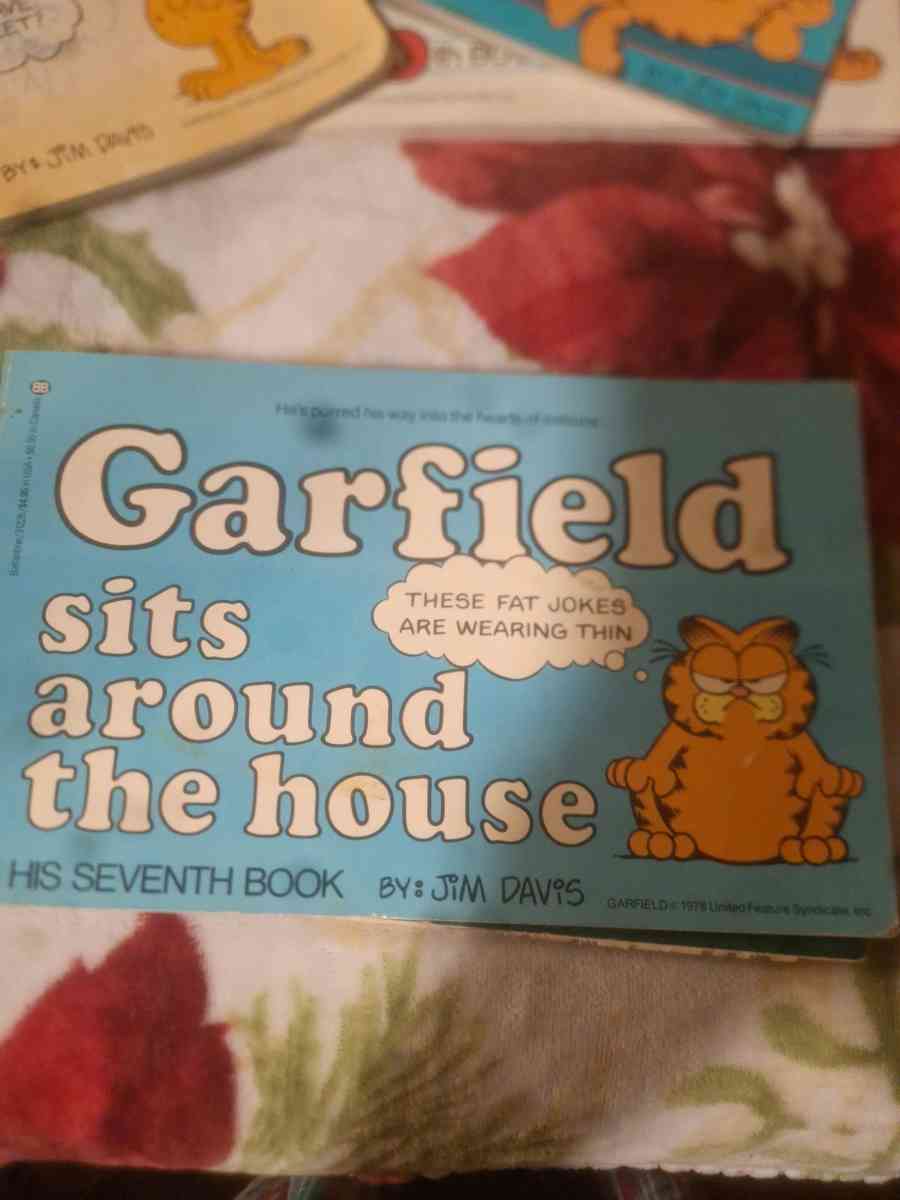 BY: JIM DAVIS
BB
He's purred his way into the hearts of
Garfield
THESE FAT JOKES
ARE WEARING THIN
sits
around
the house
HIS SEVENTH BOOK
BY: JIM DAVIS
GARFIELD © 1978 United Feature Syndicate, Inc.